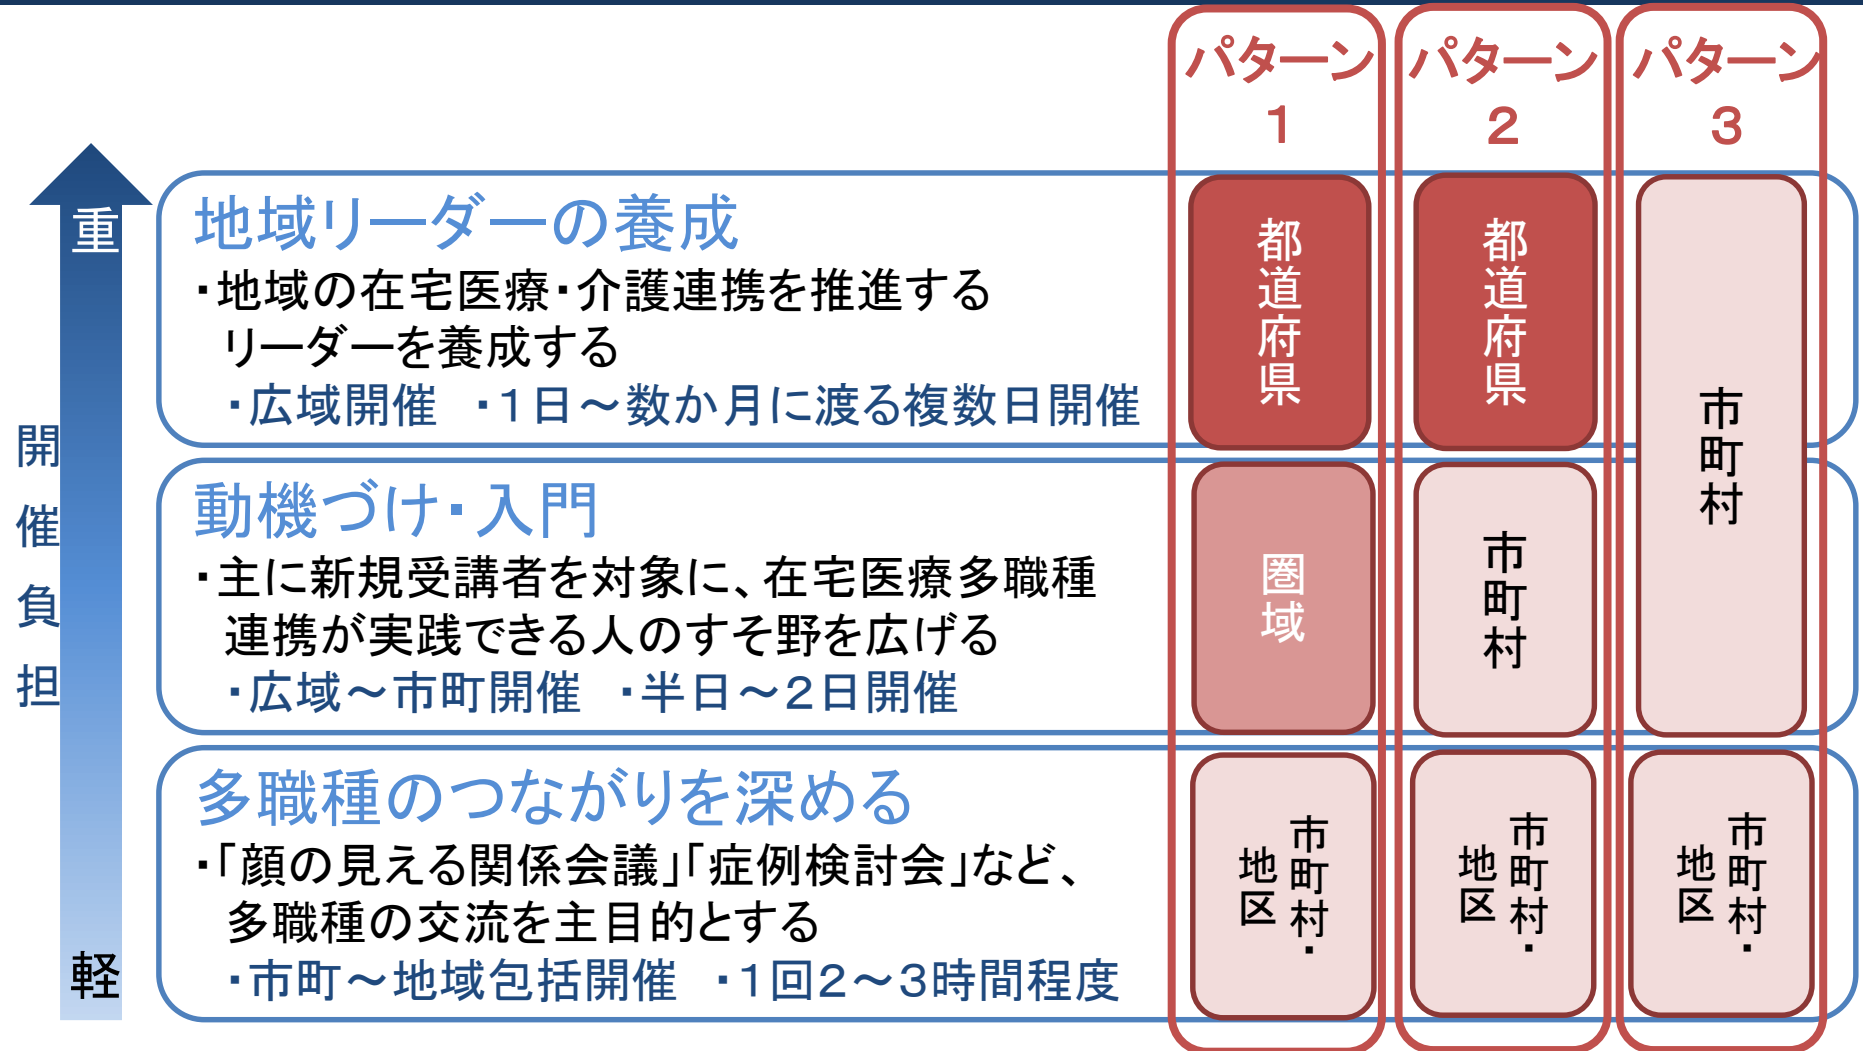 パターン
1
パターン
2
パターン
3
開催負担
重
軽
地域リーダーの養成
・地域の在宅医療・介護連携を推進する
リーダーを養成する
・広域開催 ・1日～数か月に渡る複数日開催
都道府県
都道府県
市町村
動機づけ・入門
・主に新規受講者を対象に、在宅医療多職種
連携が実践できる人のすそ野を広げる
・広域～市町開催 ・半日～2日開催
圏域
市町村
多職種のつながりを深める
・「顔の見える関係会議」「症例検討会」など、
多職種の交流を主目的とする
・市町～地域包括開催 ・1回2～3時間程度
市町村・
地区
市町村・
地区
市町村・
地区